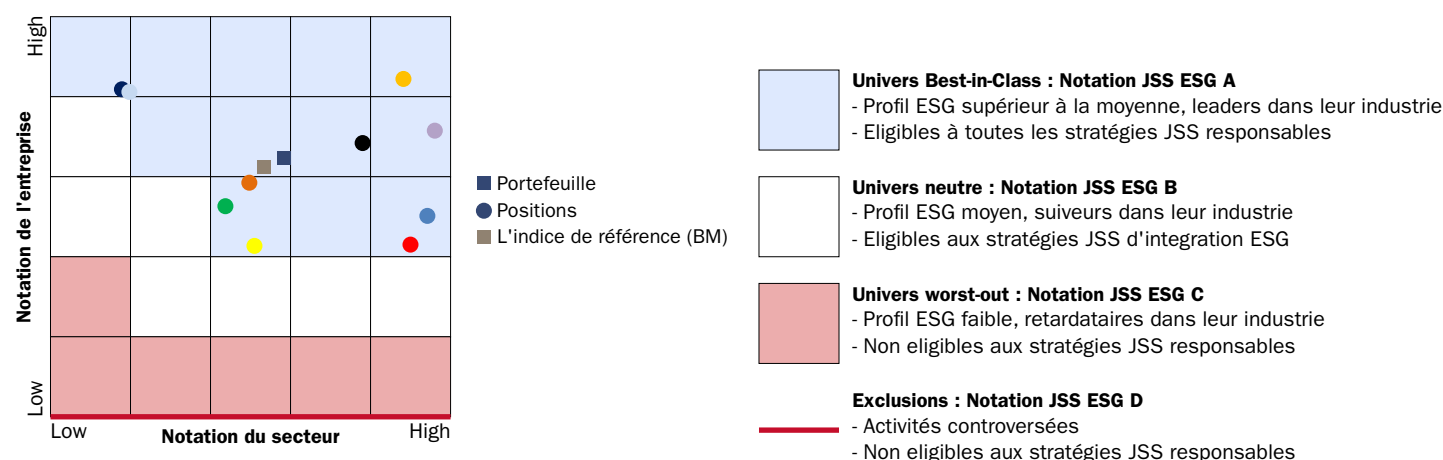 High
Notation de l'entreprise
Low
Low
Notation du secteur
High
Portefeuille
Positions
L'indice de référence (BM)
Univers Best-in-Class : Notation JSS ESG A
- Profil ESG supérieur à la moyenne, leaders dans leur industrie
- Eligibles à toutes les stratégies JSS responsables
Univers neutre : Notation JSS ESG B
- Profil ESG moyen, suiveurs dans leur industrie
- Eligibles aux stratégies JSS d'integration ESG
Univers worst-out : Notation JSS ESG C
- Profil ESG faible, retardataires dans leur industrie
- Non eligibles aux stratégies JSS responsables
Exclusions : Notation JSS ESG D
- Activités controversées
- Non eligibles aux stratégies JSS responsables